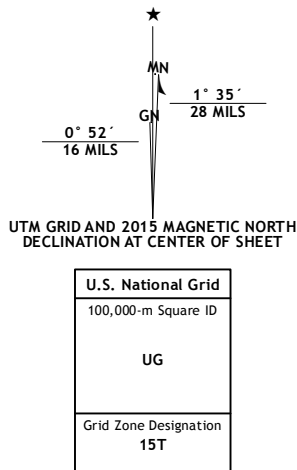 ★
MN
GN
1° 35´
28 MILS
0° 52´
16 MILS
UTM GRID AND 2015 MAGNETIC NORTH
DECLINATION AT CENTER OF SHEET
U.S. National Grid
100,000-m Square ID
UG
Grid Zone Designation
15T